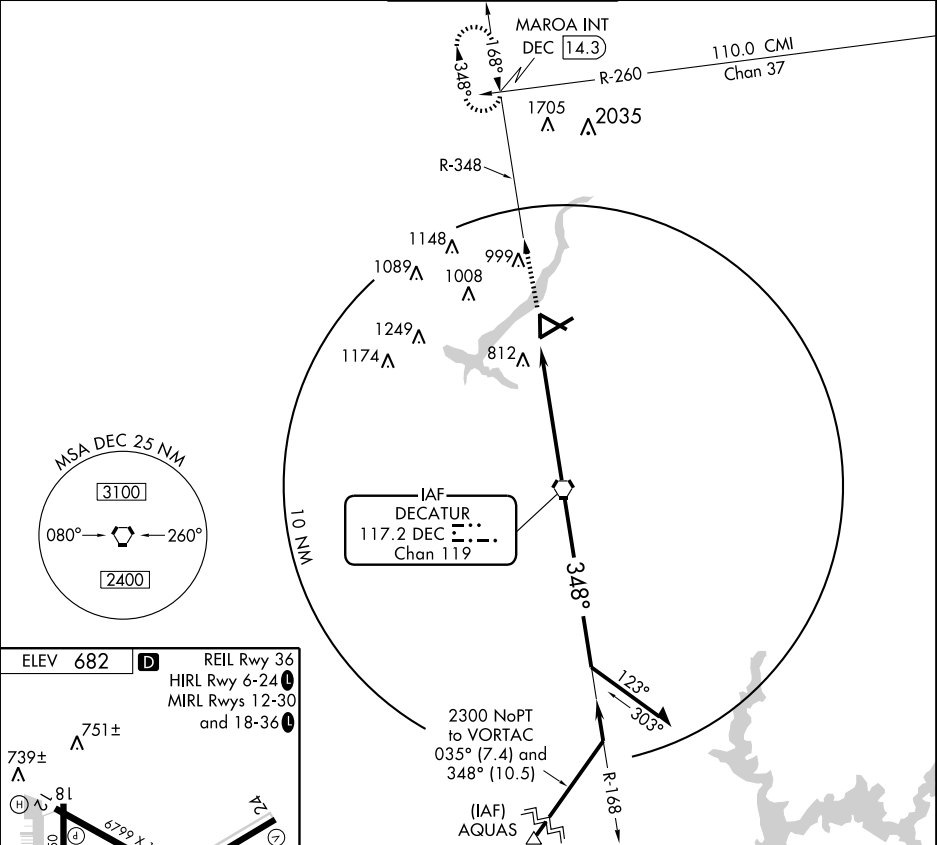 MAROA INT
DEC 14.3
168°
348°
110.0 CMI
Chan 37
R-260
1705
2035
R-348
1148
999
1089
1008
1249
1174
812
MSA DEC 25 NM
3100
080°
260°
2400
10 NM
IAF
DECATUR
117.2 DEC
Chan 119
348°
123°
303°
2300 NoPT
to VORTAC
035° (7.4) and
348° (10.5)
R-168
(IAF)
AQUAS
ELEV 682 D
REIL Rwy 36
HIRL Rwy 6-24 L
MIRL Rwys 12-30
and 18-36 L
751±
739±
H
12
18
P
6799 X
24